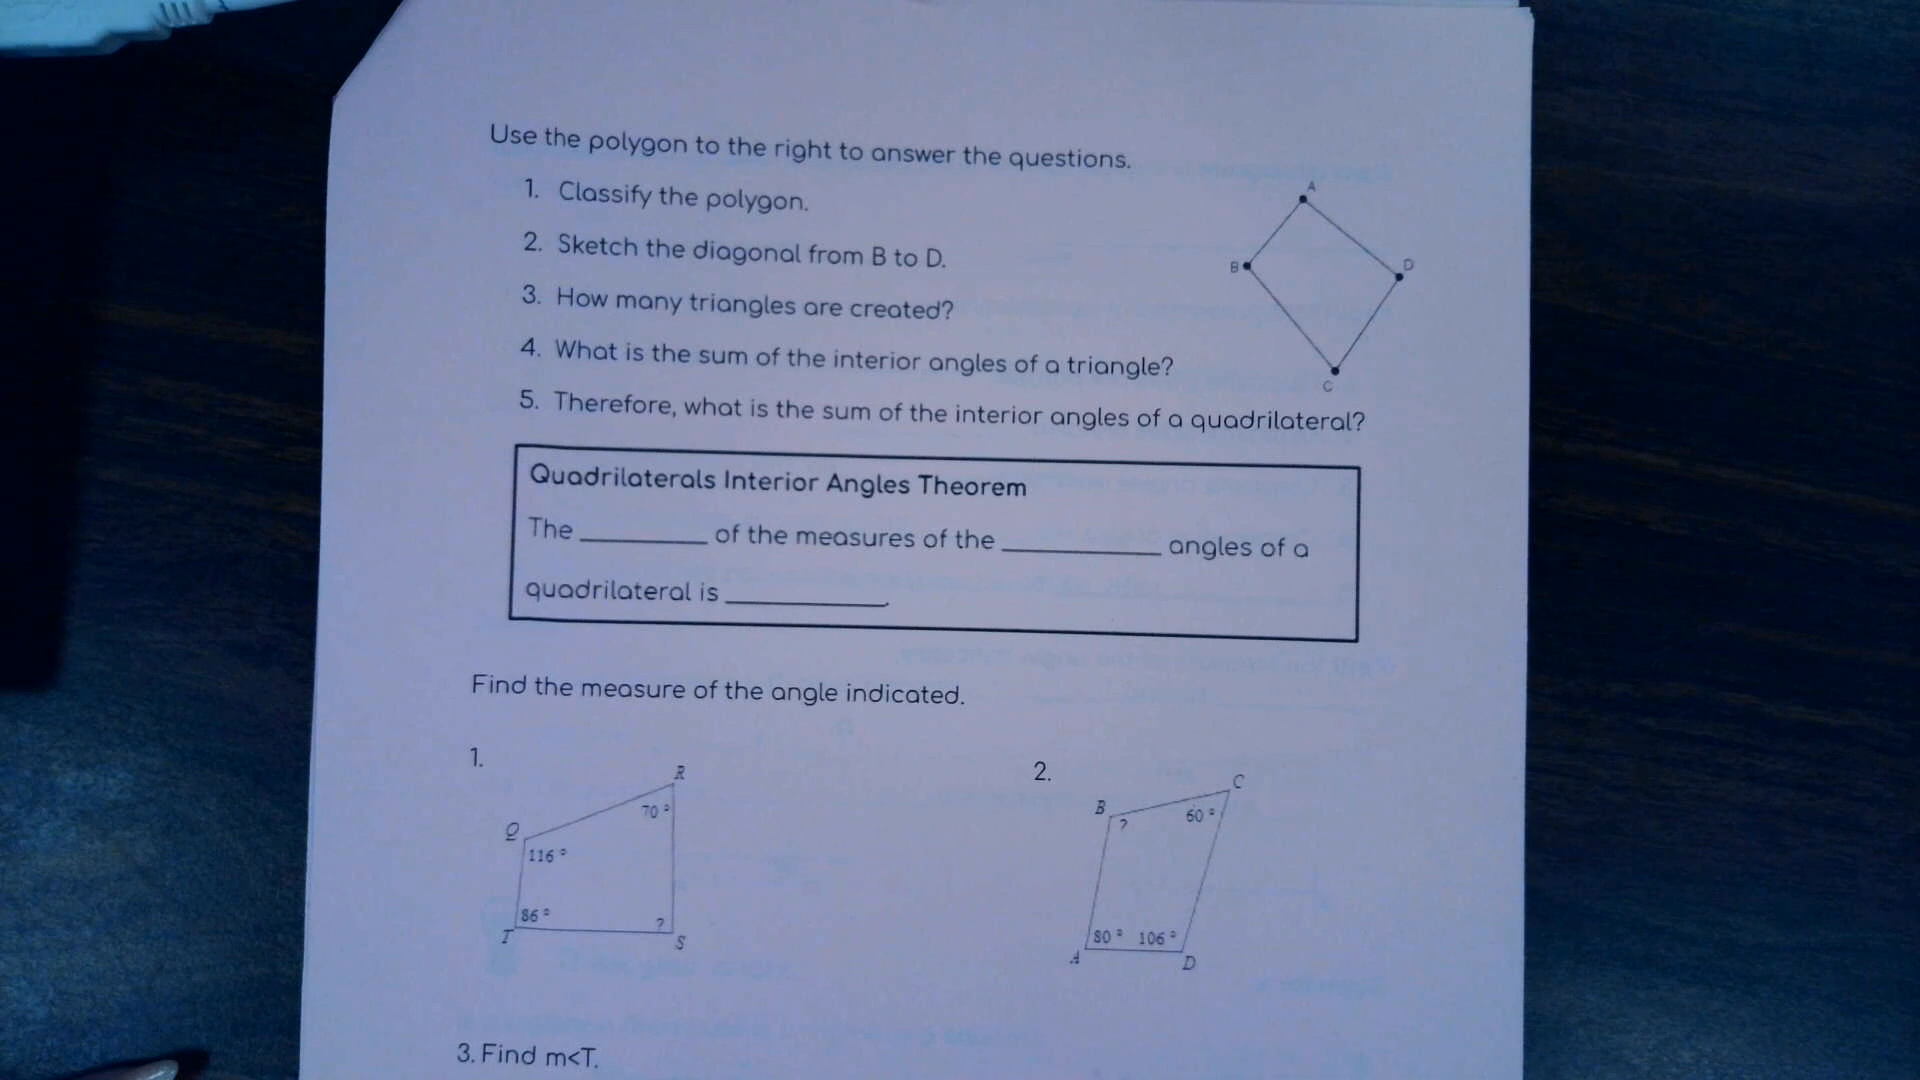 Use the polygon to the right to answer the questions.
1. Classify the polygon.
2. Sketch the diagonal from B to D.
3. How many triangles are created?
4. What is the sum of the interior angles of a triangle?
5. Therefore, what is the sum of the interior angles of a quadrilateral?
A
B
D
C
Quadrilaterals Interior Angles Theorem
The __________ of the measures of the ____________ angles of a
quadrilateral is ____________.
Find the measure of the angle indicated.
1.
R
70°
Q
116°
86°
?
T
S
2.
C
B
60°
?
80° 106°
A
D
3. Find m<T.